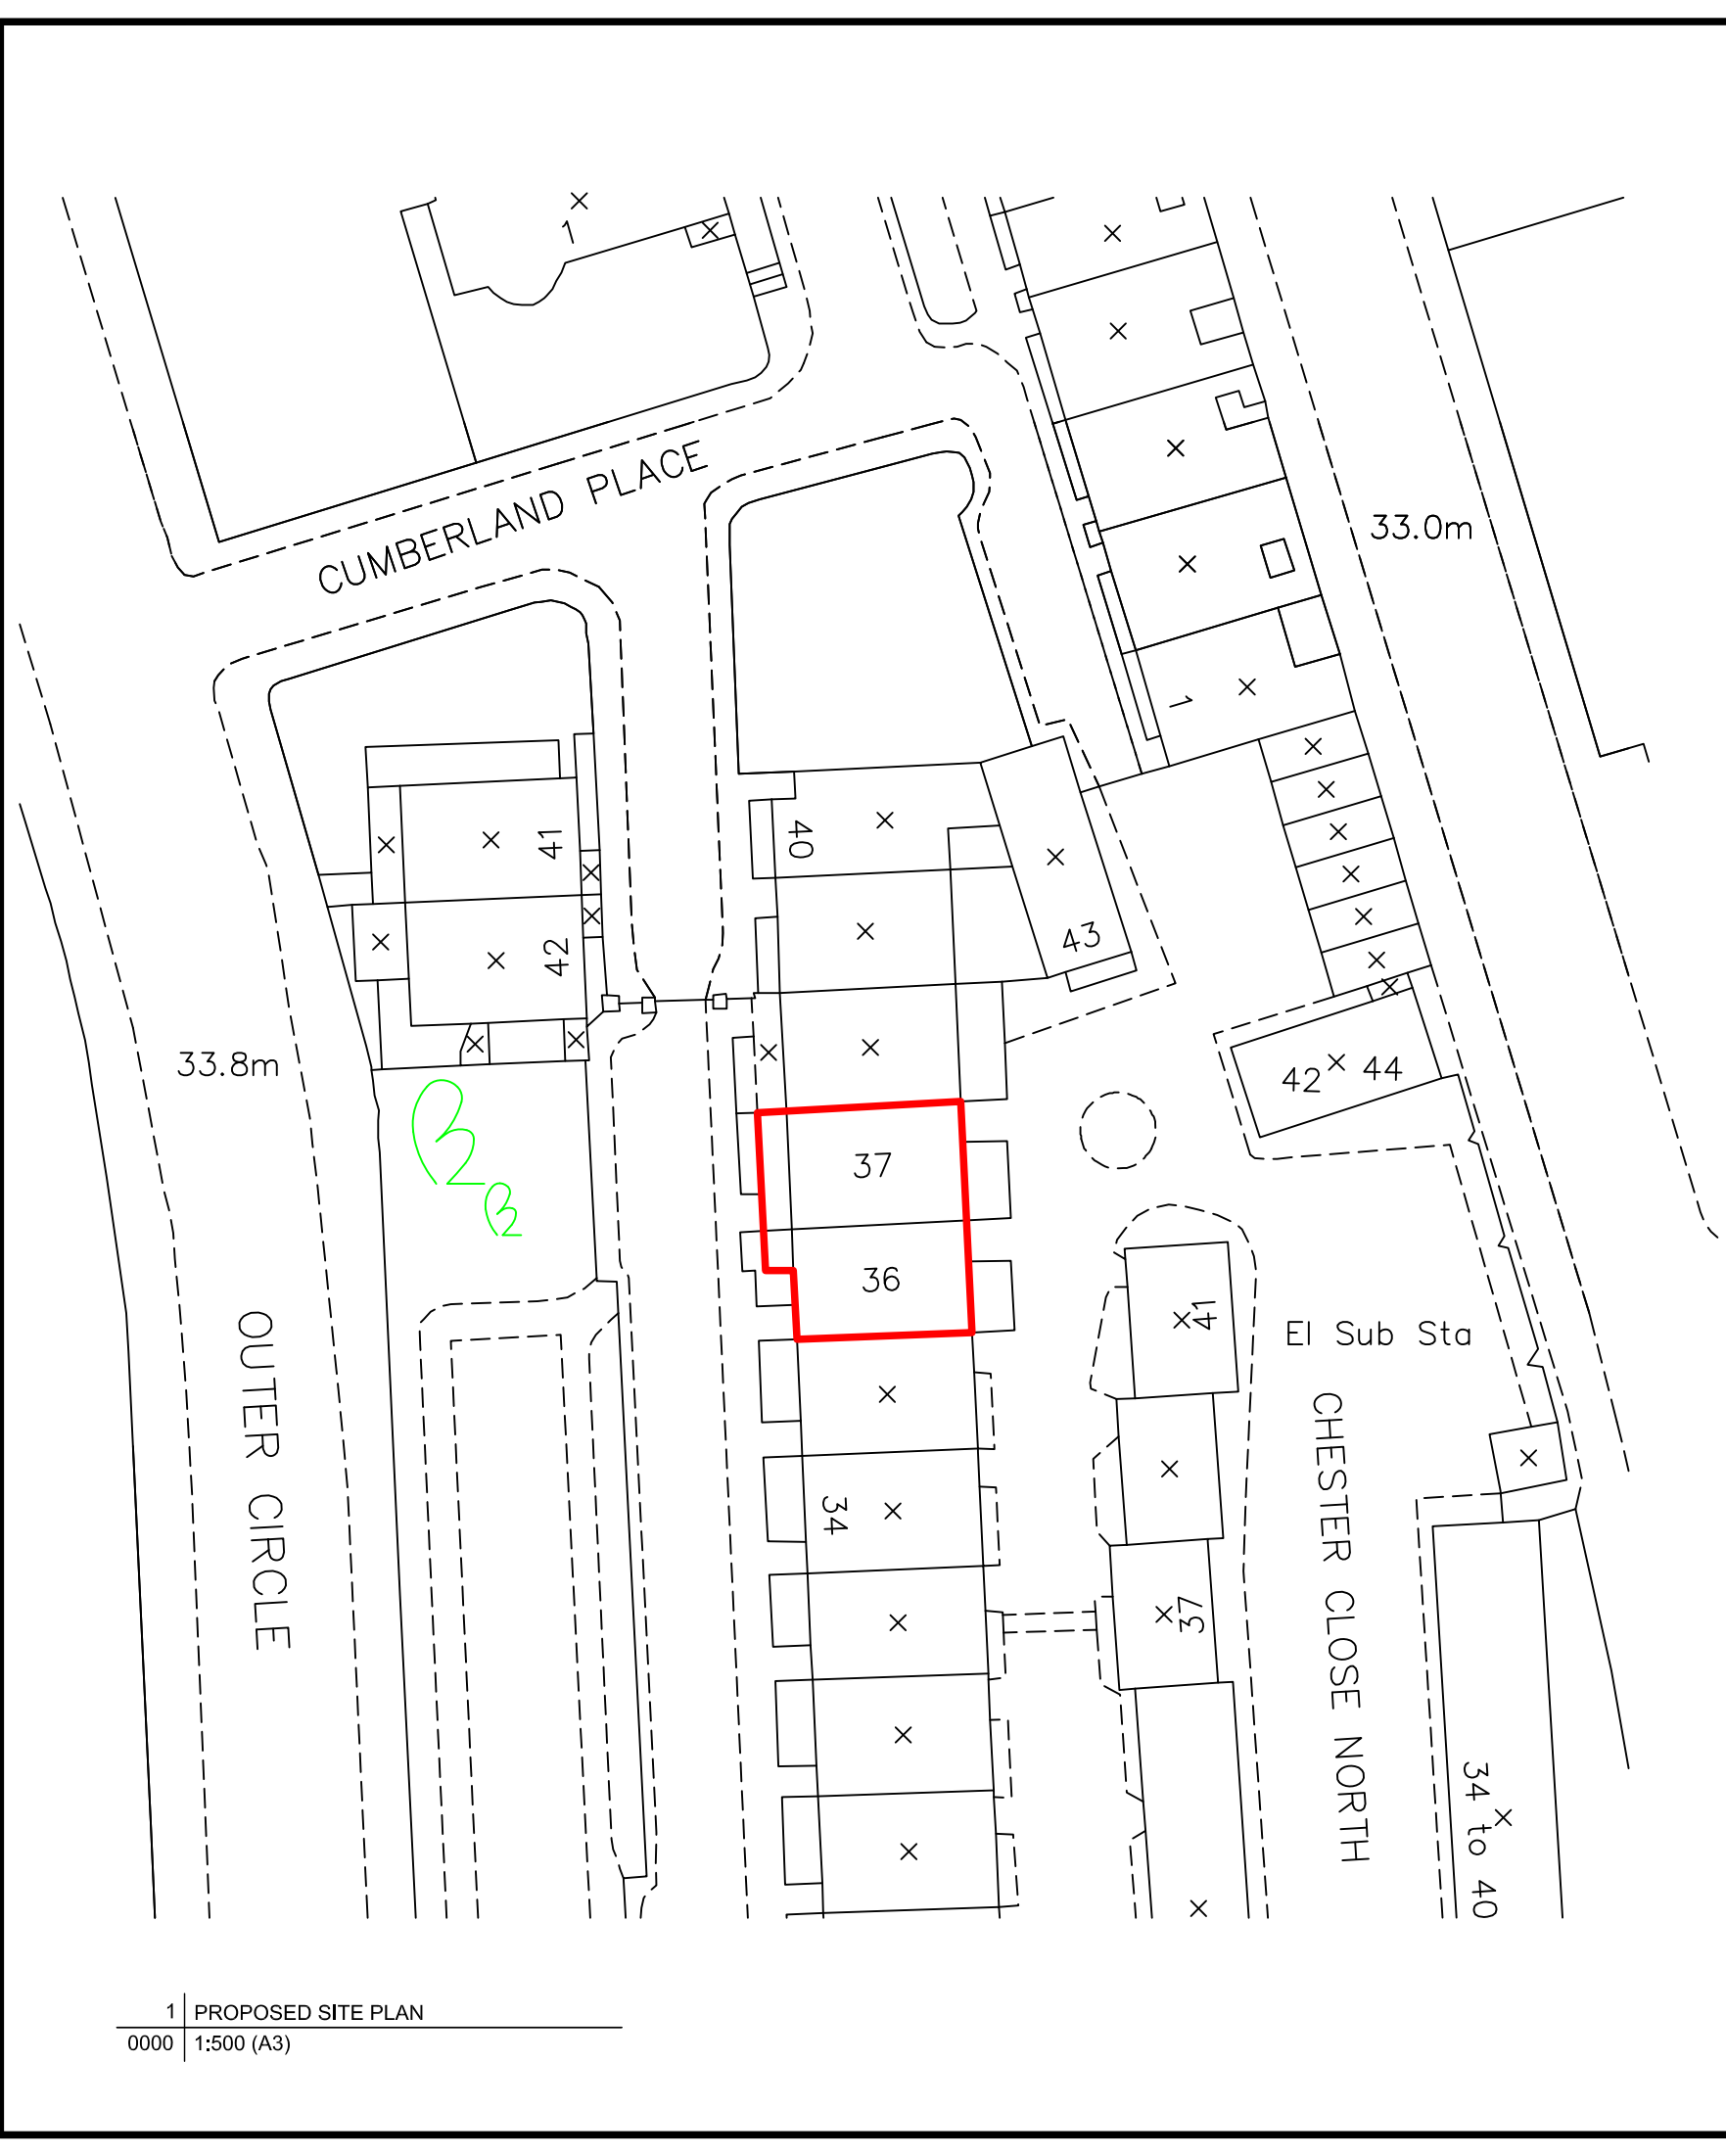 1
CUMBERLAND PLACE
33.0m
1
41
40
42
43
33.8m
42 44
37
36
41
El Sub Sta
OUTER CIRCLE
34
37
CHESTER CLOSE NORTH
34 to 40
1 PROPOSED SITE PLAN
0000 1:500 (A3)